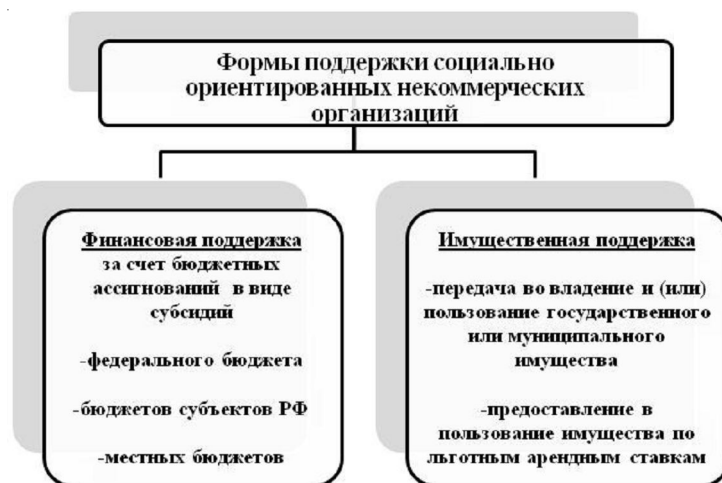 Формы поддержки социально
ориентированных некоммерческих
организаций
Финансовая поддержка
за счет бюджетных
ассигнований в виде
субсидий
-федерального бюджета
-бюджетов субъектов РФ
-местных бюджетов
Имущественная поддержка
-передача во владение и (или)
пользование государственного
или муниципального
имущества
-предоставление в
пользование имущества по
льготным арендным ставкам